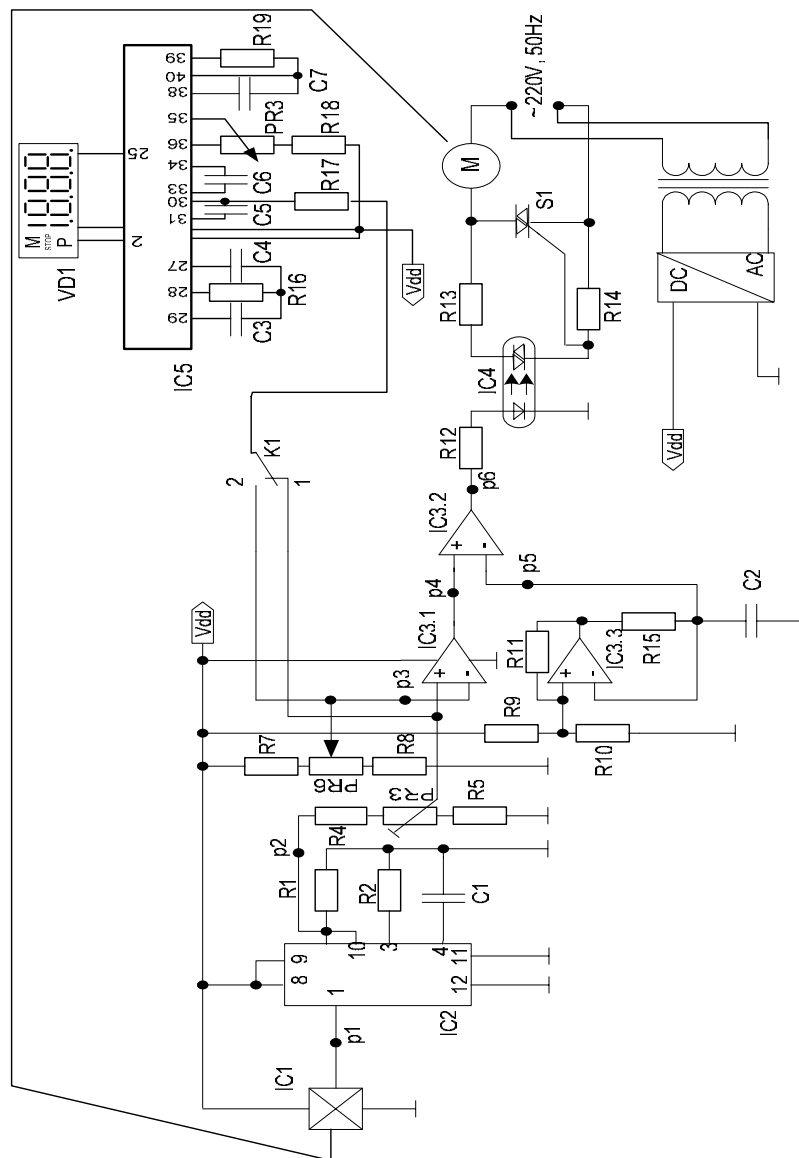 R19
C7
39
40
38
35
36
34
33
30
31
2
27
28
29
25
PR3
R18
C6
R17
C5
C4
R16
C3
IC5
VD1
M
STOP
P
1.8.8.8.
Vdd
K1
2
1
~220V, 50Hz
M
S1
R13
R14
IC4
R12
DC
AC
Vdd
p6
IC3.2
+
-
p4
p5
C2
Vdd
IC3.1
+
-
p3
R11
+
-
IC3.3
R15
R9
R10
R7
PR6
R8
p2
R4
PR3
R5
R1
R2
C1
9
8
10
3
4
1
11
12
IC2
p1
IC1